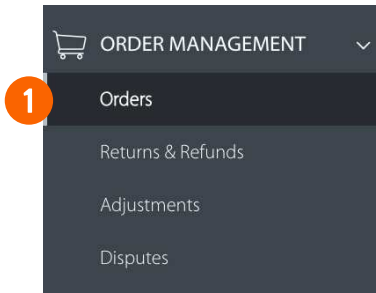 ORDER MANAGEMENT
1
Orders
Returns & Refunds
Adjustments
Disputes